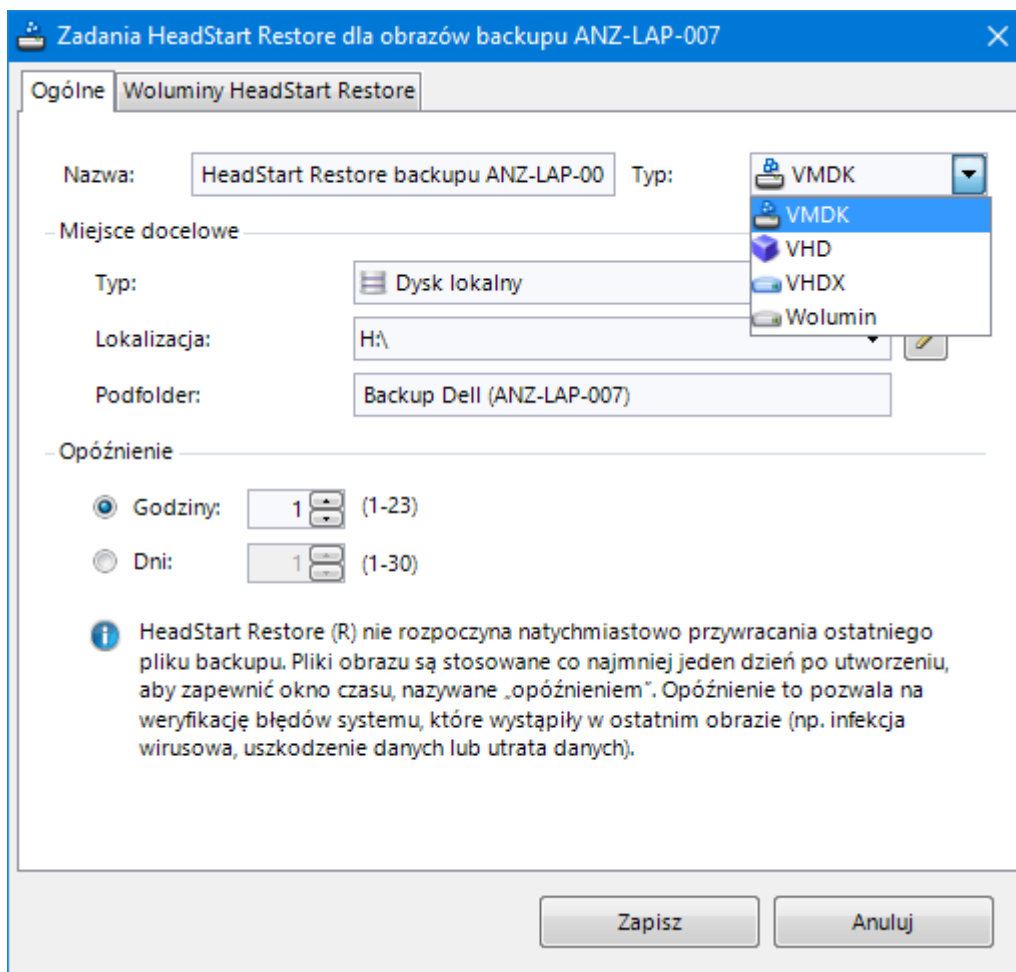 Zadania HeadStart Restore dla obrazów backupu ANZ-LAP-007
Ogólne Woluminy HeadStart Restore
Nazwa: HeadStart Restore backupu ANZ-LAP-00 Typ: VMDK
VMDK
VHD
VHDX
Wolumin
Miejsce docelowe
Typ: Dysk lokalny
Lokalizacja: H:\
Podfolder: Backup Dell (ANZ-LAP-007)
Opóźnienie
Godziny: 1 (1-23)
Dni: 1 (1-30)
HeadStart Restore (R) nie rozpoczyna natychmiastowo przywracania ostatniego
pliku backupu. Pliki obrazu są stosowane co najmniej jeden dzień po utworzeniu,
aby zapewnić okno czasu, nazywane „opóźnieniem”. Opóźnienie to pozwala na
weryfikację błędów systemu, które wystąpiły w ostatnim obrazie (np. infekcja
wirusowa, uszkodzenie danych lub utrata danych).
Zapisz Anuluj